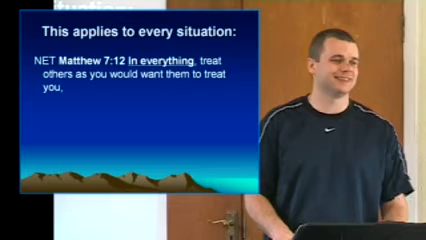 This applies to every situation:
NET Matthew 7:12 In everything, treat
others as you would want them to treat
you,